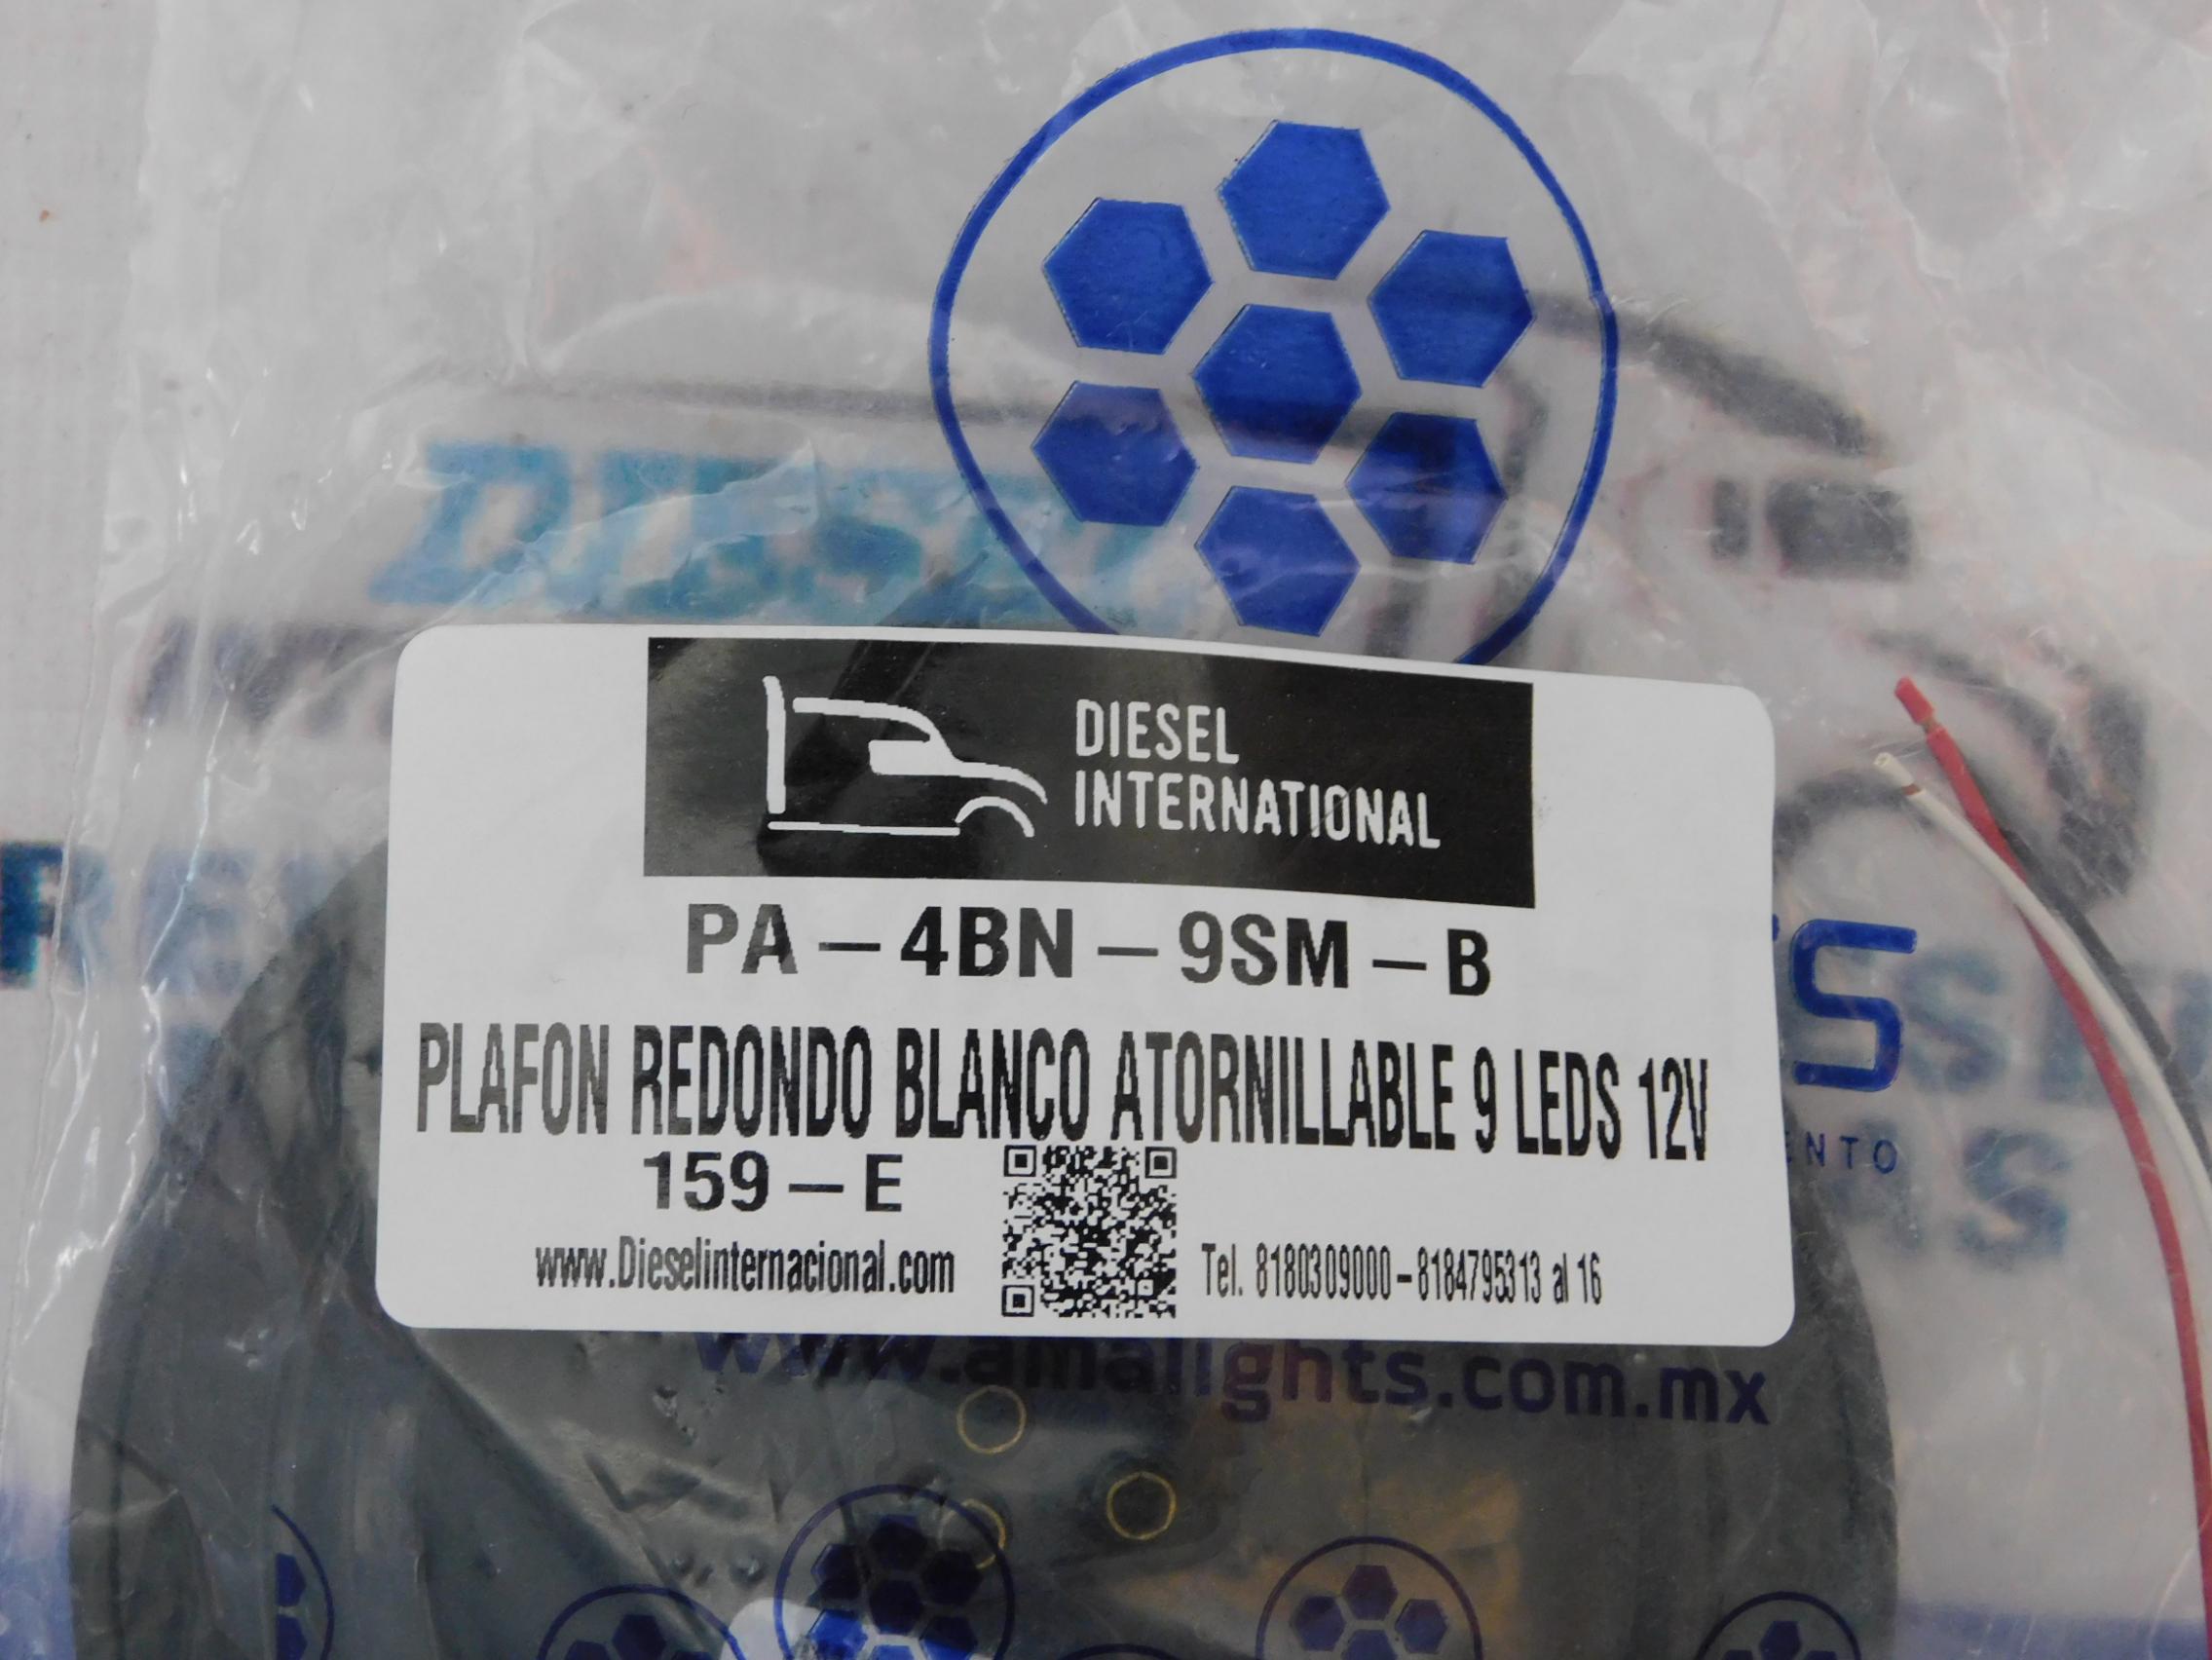 DIESEL
INTERNATIONAL
PA-4BN-9SM-B
PLAFON REDONDO BLANCO ATORNILLABLE 9 LEDS 12V
159-E
www.Dieselinternacional.com
Tel. 8180309000-8184795313 al 16
www.amalights.com.mx